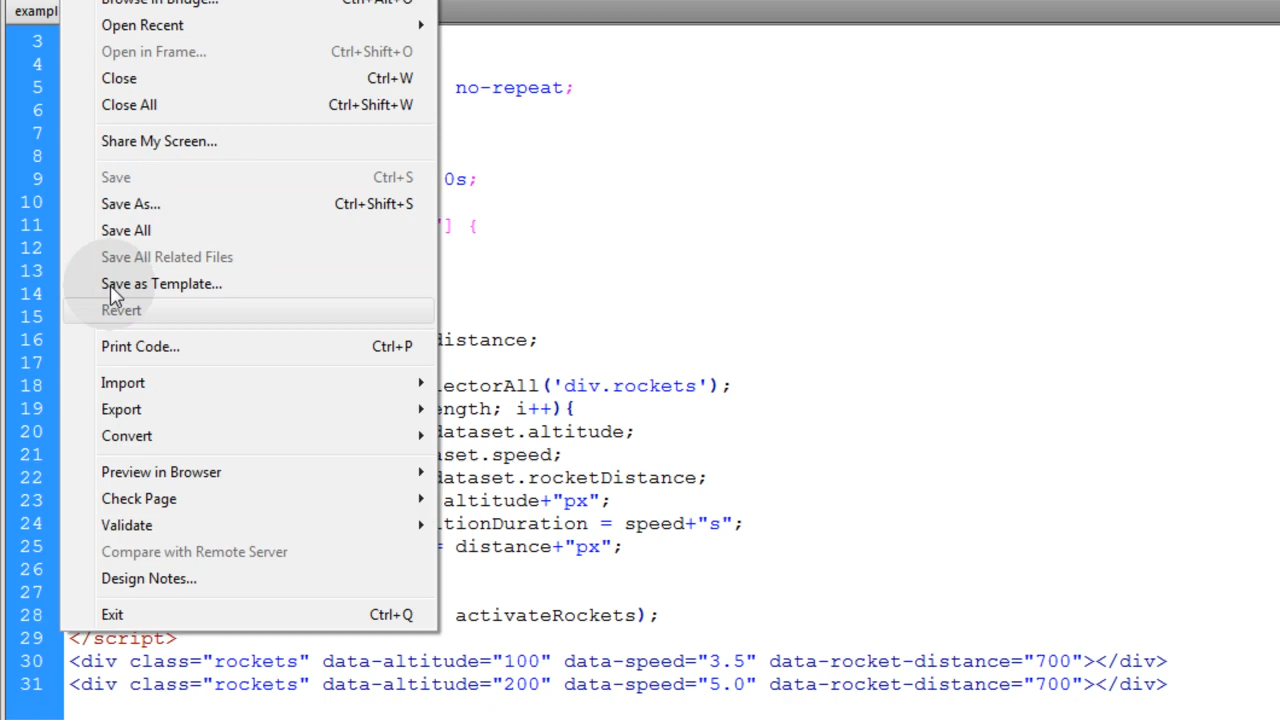 exampl
Browse in Bridge... Ctrl+Alt+O
Open Recent
3
Open in Frame... Ctrl+Shift+O
4
Close Ctrl+W
5 no-repeat;
Close All Ctrl+Shift+W
6
7
Share My Screen...
8
Save Ctrl+S
9 0s;
Save As... Ctrl+Shift+S
10
11 "] {
Save All
12
Save All Related Files
13
Save as Template...
14
Revert
15
16 distance;
Print Code... Ctrl+P
17
Import
18 lectorAll('div.rockets');
Export
19 ength; i++){
Convert
20 dataset.altitude;
21 aset.speed;
Preview in Browser
22 dataset.rocketDistance;
Check Page
23 altitude+"px";
Validate
24 tionDuration = speed+"s";
Compare with Remote Server
25 = distance+"px";
26
Design Notes...
27
Exit Ctrl+Q
28 activateRockets);
29 </script>
30 <div class="rockets" data-altitude="100" data-speed="3.5" data-rocket-distance="700"></div>
31 <div class="rockets" data-altitude="200" data-speed="5.0" data-rocket-distance="700"></div>